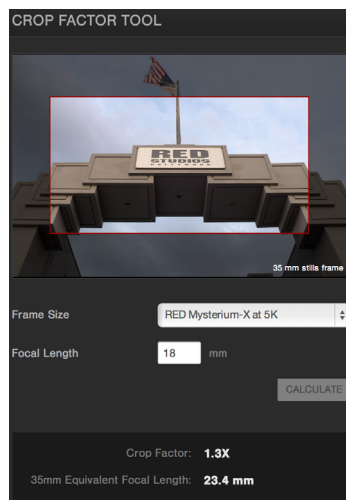 CROP FACTOR TOOL
RED
STUDIOS
HOLLYWOOD
35 mm stills frame
Frame Size
RED Mysterium-X at 5K
Focal Length
18 mm
CALCULATE
Crop Factor: 1.3X
35mm Equivalent Focal Length: 23.4 mm